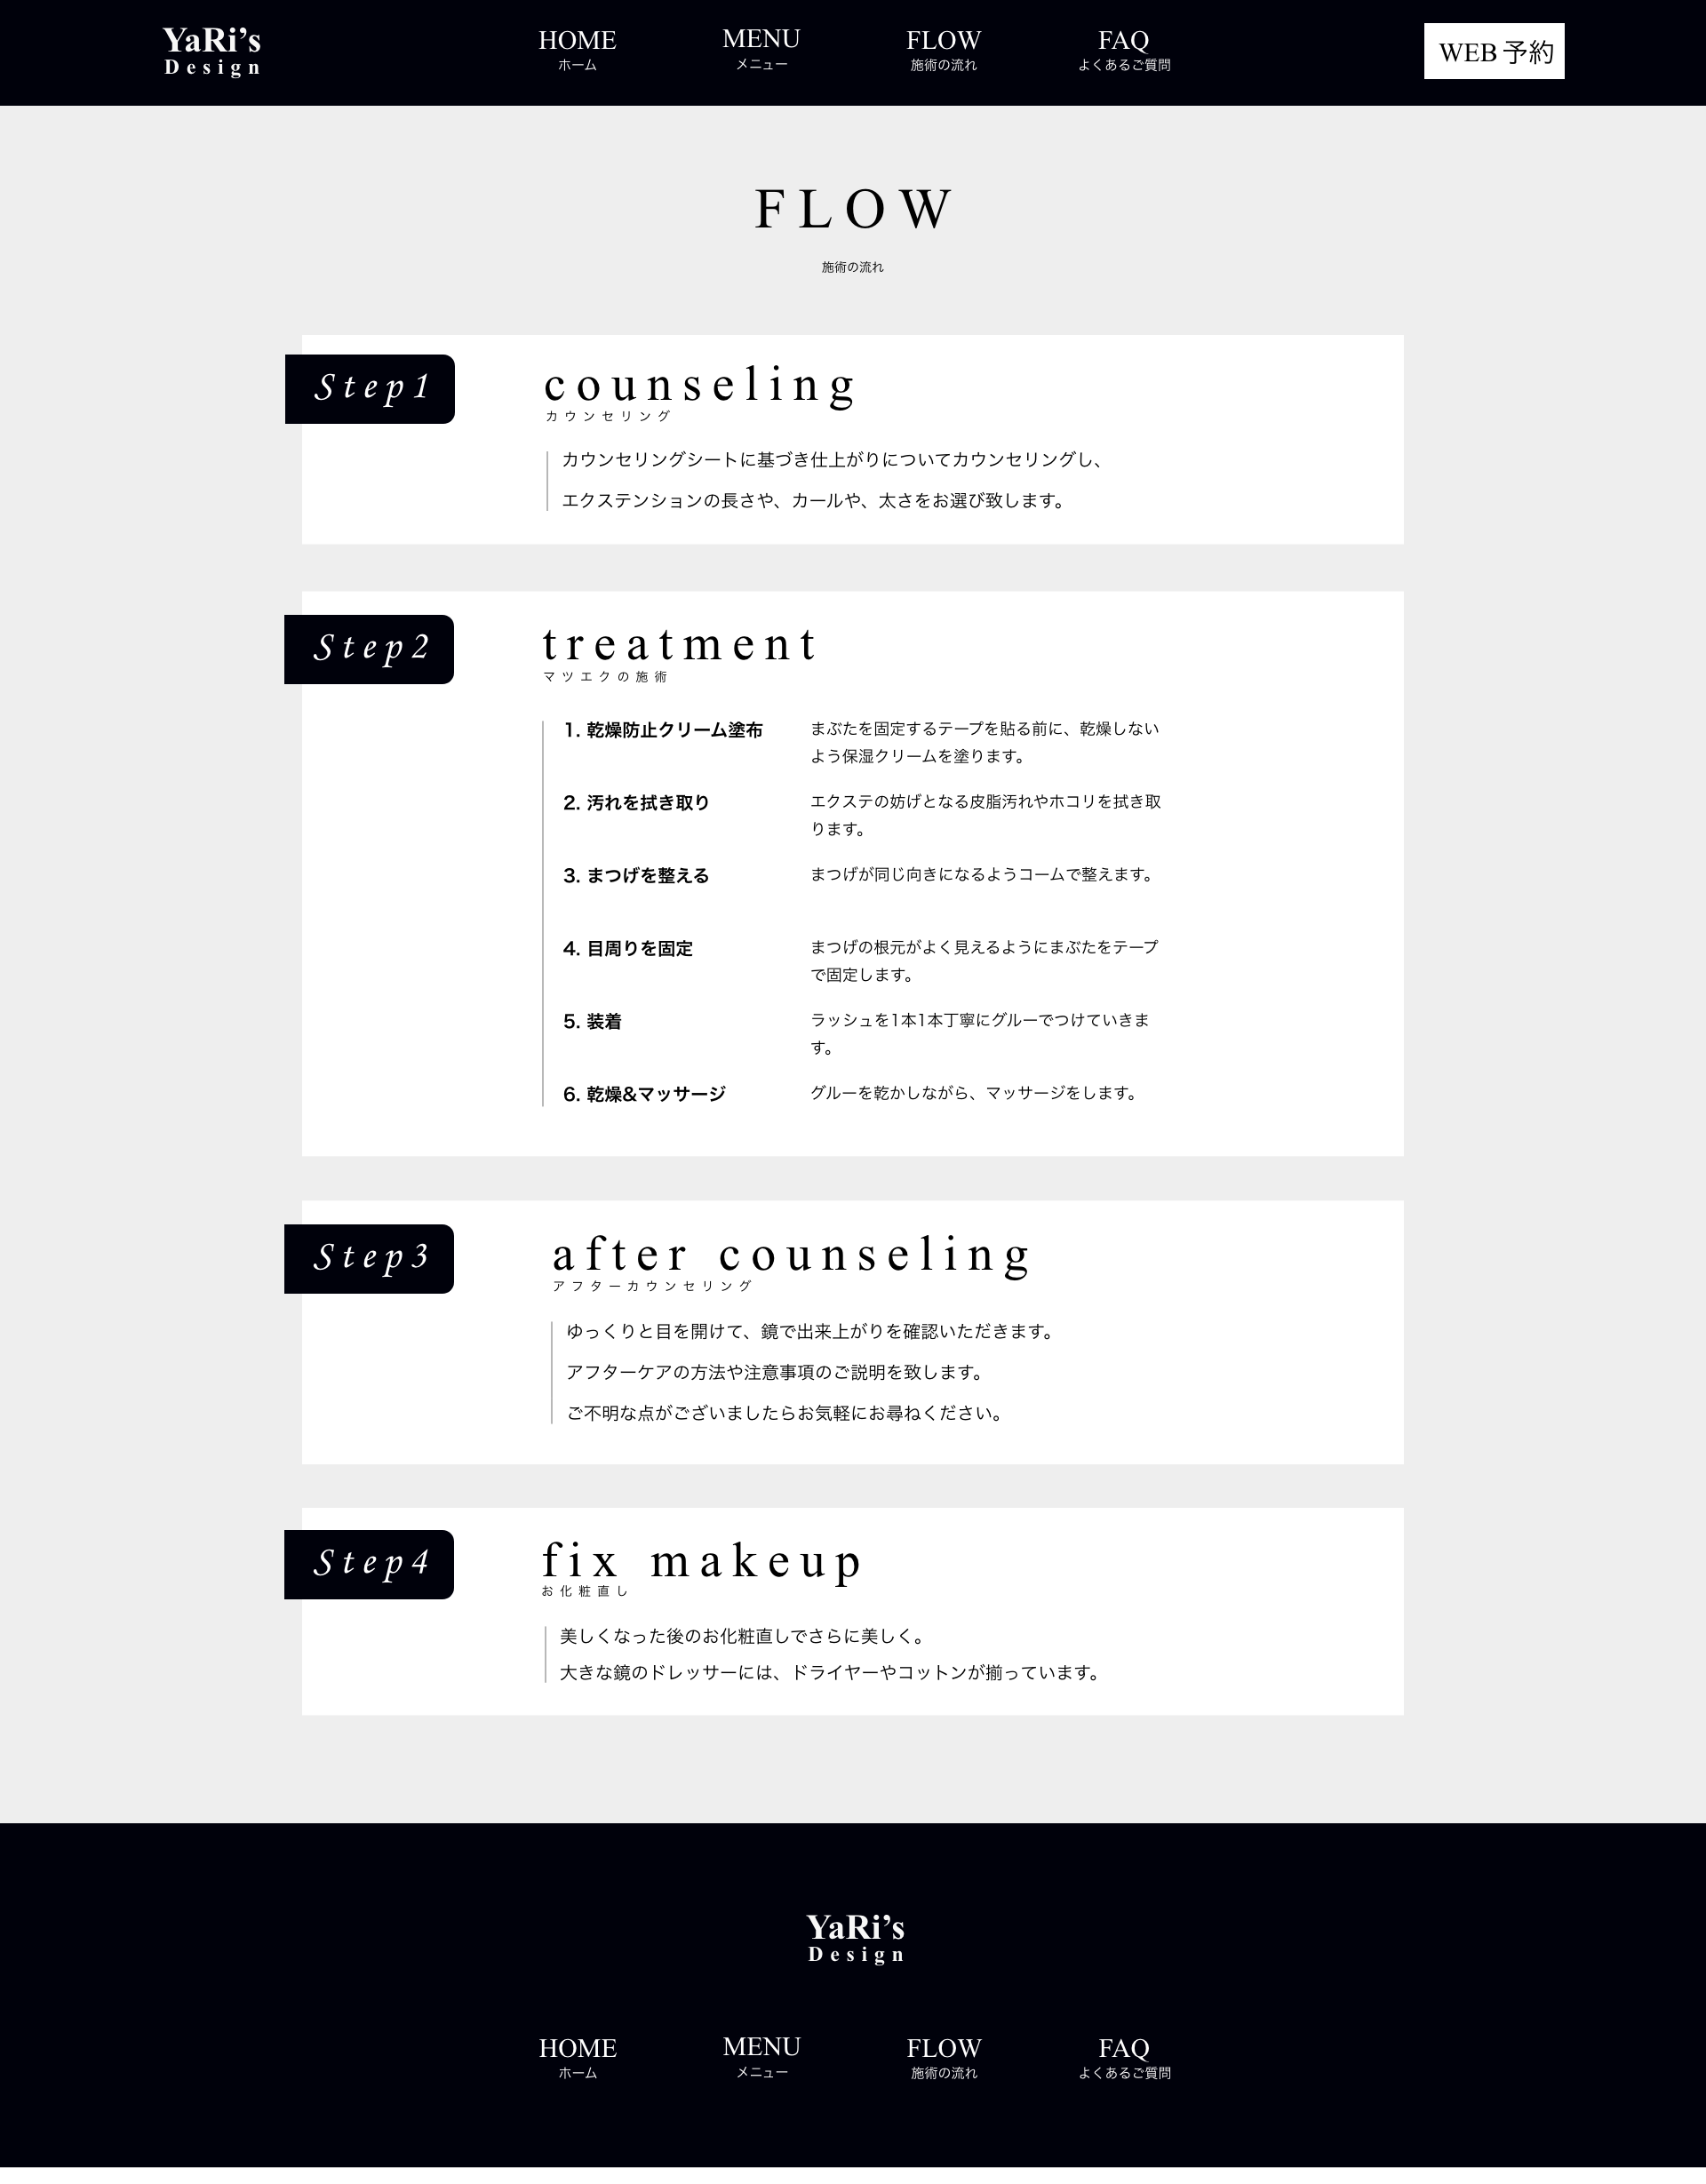 YaRi’s
Design
HOME
ホーム
MENU
メニュー
FLOW
施術の流れ
FAQ
よくあるご質問
WEB 予約
FLOW
施術の流れ
Step1
counseling
カウンセリング
カウンセリングシートに基づき仕上がりについてカウンセリングし、
エクステンションの長さや、カールや、太さをお選び致します。
Step2
treatment
マツエクの施術
1. 乾燥防止クリーム塗布
まぶたを固定するテープを貼る前に、乾燥しない
よう保湿クリームを塗ります。
2. 汚れを拭き取り
エクステの妨げとなる皮脂汚れやホコリを拭き取
ります。
3. まつげを整える
まつげが同じ向きになるようコームで整えます。
4. 目周りを固定
まつげの根元がよく見えるようにまぶたをテープ
で固定します。
5. 装着
ラッシュを1本1本丁寧にグルーでつけていきま
す。
6. 乾燥&マッサージ
グルーを乾かしながら、マッサージをします。
Step3
after counseling
アフターカウンセリング
ゆっくりと目を開けて、鏡で出来上がりを確認いただきます。
アフターケアの方法や注意事項のご説明を致します。
ご不明な点がございましたらお気軽にお尋ねください。
Step4
fix makeup
お化粧直し
美しくなった後のお化粧直しでさらに美しく。
大きな鏡のドレッサーには、ドライヤーやコットンが揃っています。
YaRi’s
Design
HOME
ホーム
MENU
メニュー
FLOW
施術の流れ
FAQ
よくあるご質問